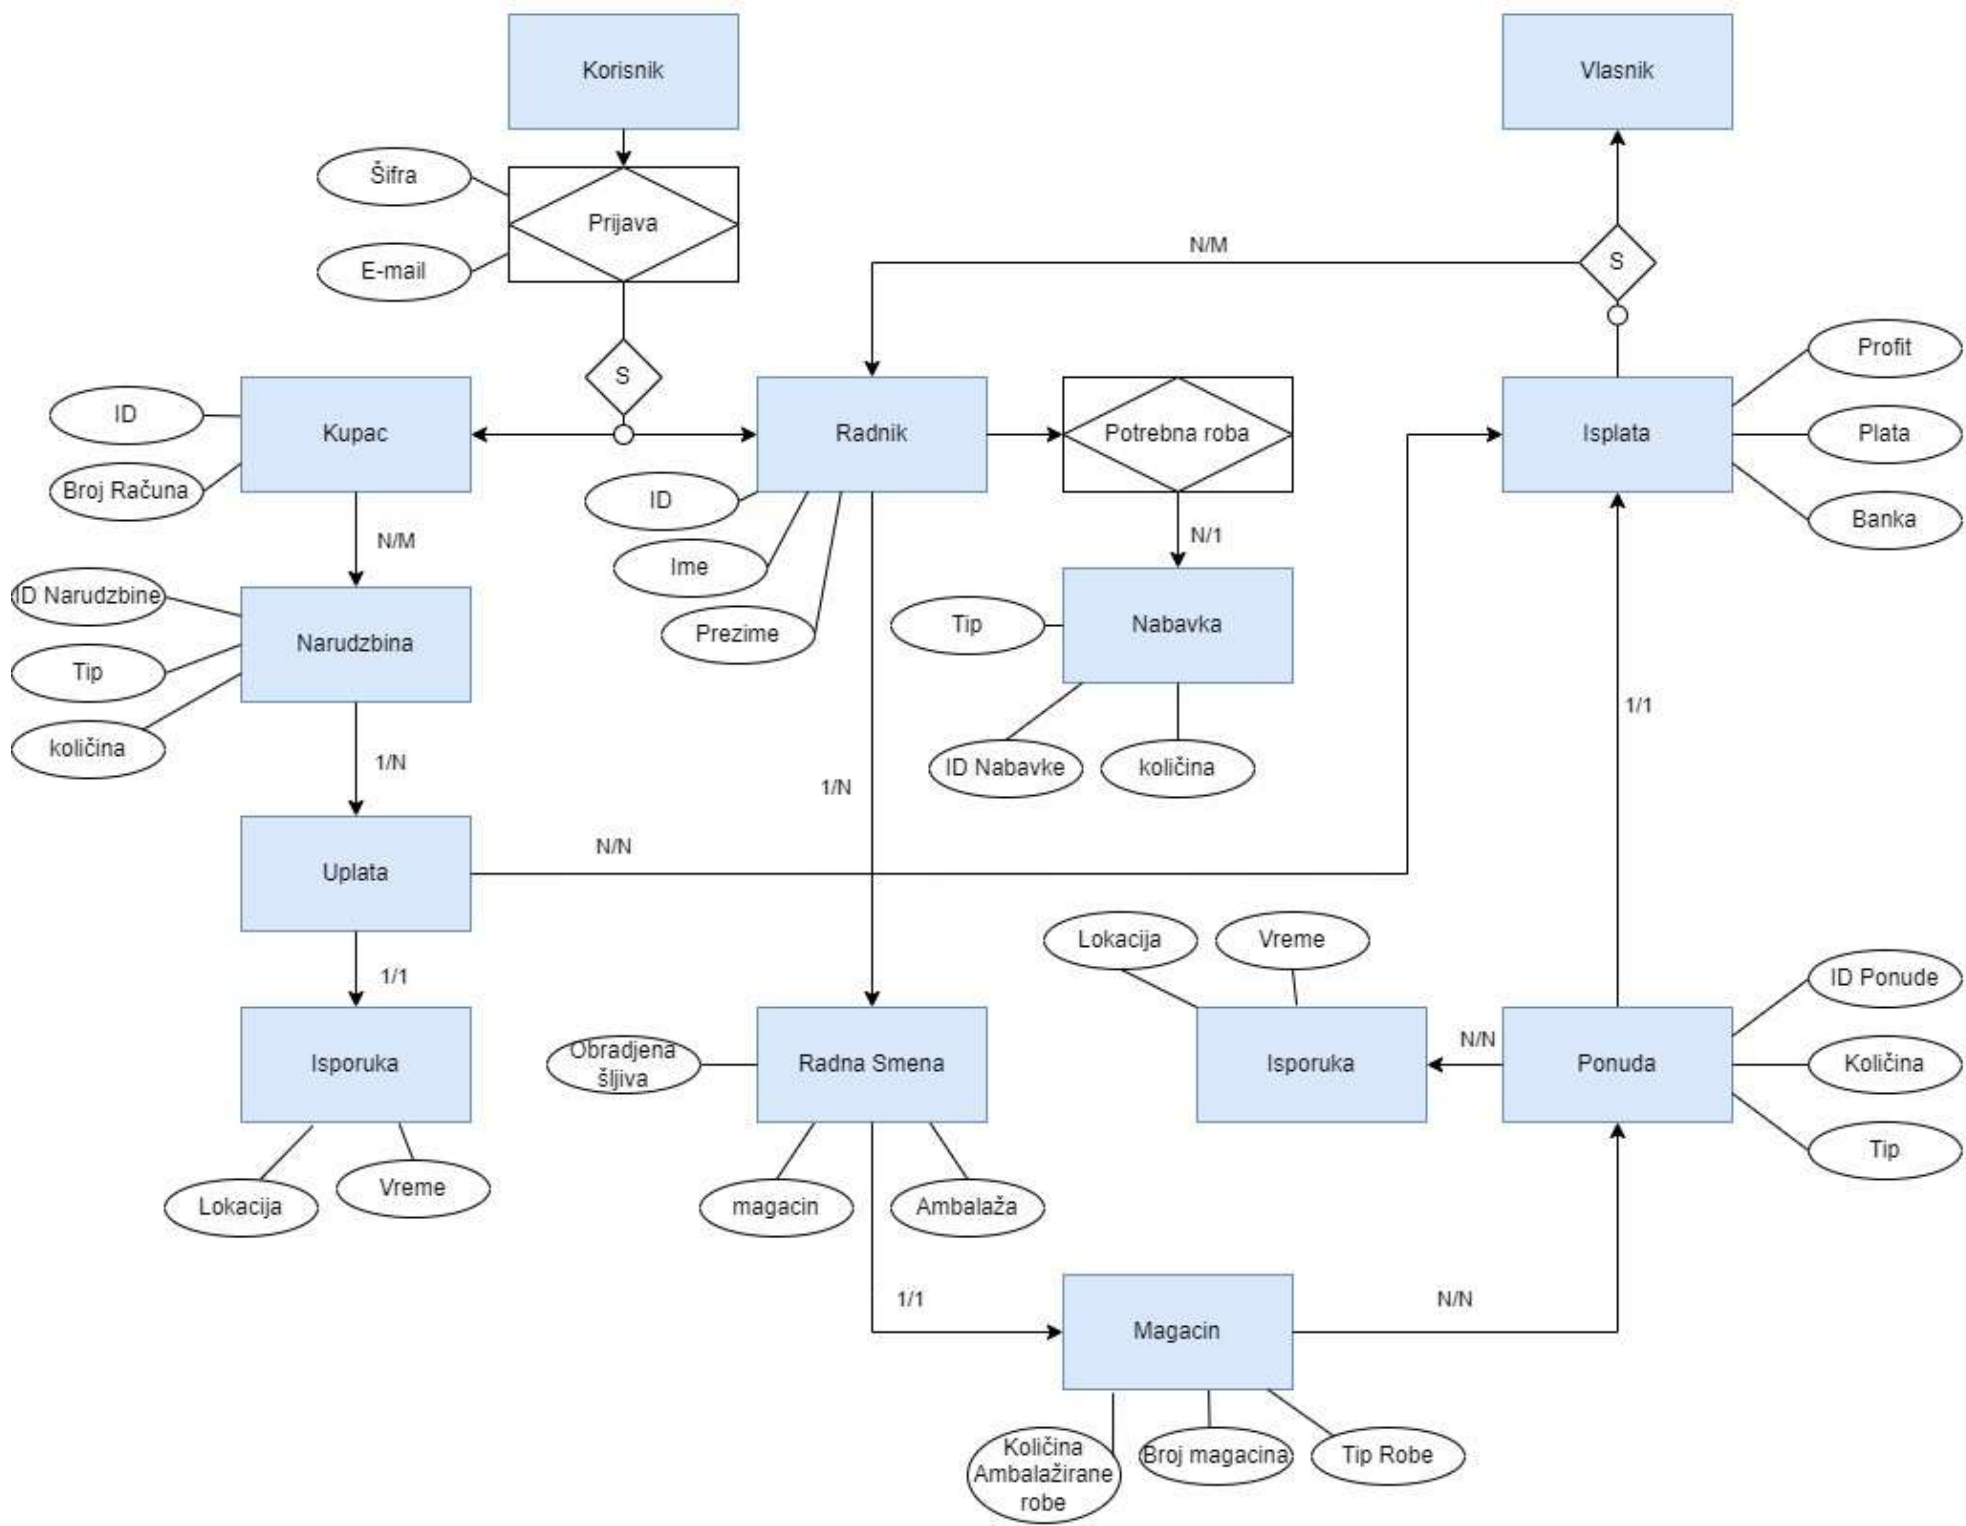 Korisnik
Vlasnik
Šifra
Prijava
E-mail
N/M
S
S
Profit
ID
Kupac
Radnik
Potrebna roba
Isplata
Plata
Broj Računa
ID
Banka
N/M
N/1
Ime
ID Narudzbine
Narudzbina
Prezime
Tip
Nabavka
Tip
1/1
količina
1/N
ID Nabavke
količina
1/N
N/N
Uplata
Lokacija
Vreme
1/1
ID Ponude
N/N
Isporuka
Obradjena
šljiva
Radna Smena
Isporuka
Ponuda
Količina
Tip
Lokacija
Vreme
magacin
Ambalaža
1/1
N/N
Magacin
Količina
Ambalažirane
robe
Broj magacina
Tip Robe